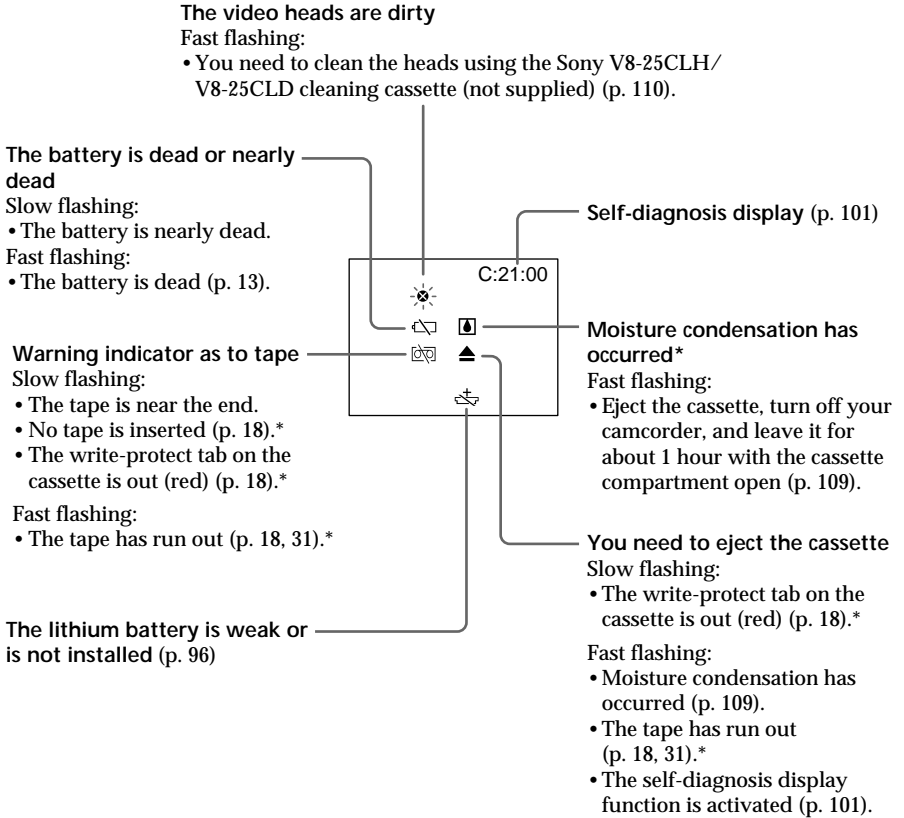 The video heads are dirty
Fast flashing:
•You need to clean the heads using the Sony V8-25CLH/
V8-25CLD cleaning cassette (not supplied) (p. 110).
The battery is dead or nearly
dead
Slow flashing:
•The battery is nearly dead.
Fast flashing:
•The battery is dead (p. 13).
Warning indicator as to tape
Slow flashing:
•The tape is near the end.
•No tape is inserted (p. 18).*
•The write-protect tab on the
cassette is out (red) (p. 18).*
Fast flashing:
•The tape has run out (p. 18, 31).*
The lithium battery is weak or
is not installed (p. 96)
C:21:00
Self-diagnosis display (p. 101)
Moisture condensation has
occurred*
Fast flashing:
•Eject the cassette, turn off your
camcorder, and leave it for
about 1 hour with the cassette
compartment open (p. 109).
You need to eject the cassette
Slow flashing:
•The write-protect tab on the
cassette is out (red) (p. 18).*
Fast flashing:
•Moisture condensation has
occurred (p. 109).
•The tape has run out
(p. 18, 31).*
•The self-diagnosis display
function is activated (p. 101).